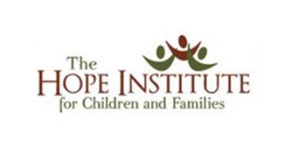 The
HOPE INSTITUTE
for Children and Families